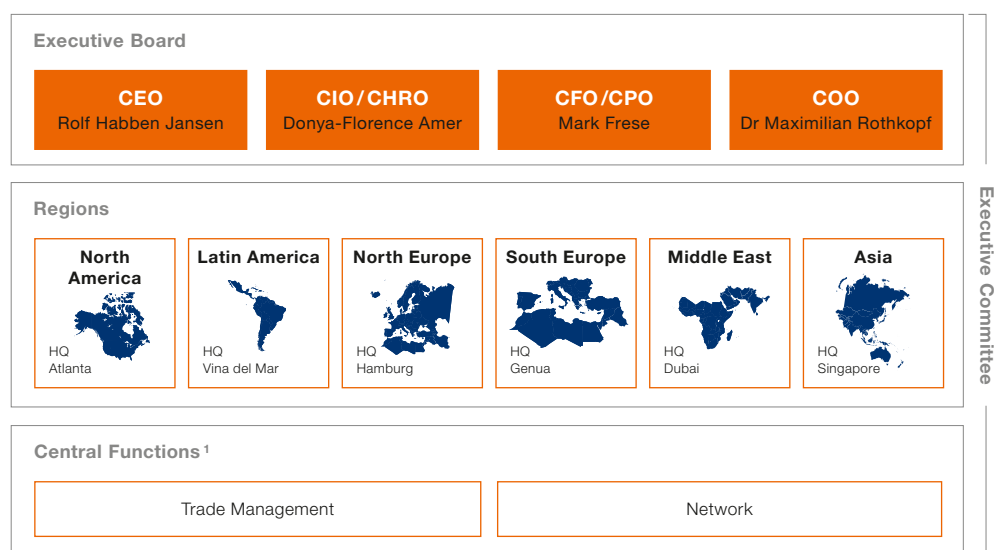 Executive Board
CEO
Rolf Habben Jansen
CIO/CHRO
Donya-Florence Amer
CFO/CPO
Mark Frese
COO
Dr Maximilian Rothkopf
Executive Committee
Regions
North
America
HQ
Atlanta
Latin America
HQ
Vina del Mar
North Europe
HQ
Hamburg
South Europe
HQ
Genua
Middle East
HQ
Dubai
Asia
HQ
Singapore
Central Functions¹
Trade Management
Network